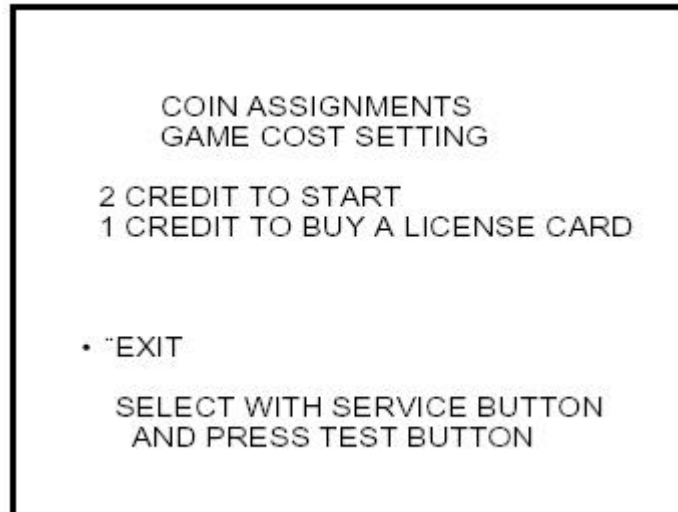 COIN ASSIGNMENTS
GAME COST SETTING
2 CREDIT TO START
1 CREDIT TO BUY A LICENSE CARD
• ¨EXIT
SELECT WITH SERVICE BUTTON
AND PRESS TEST BUTTON